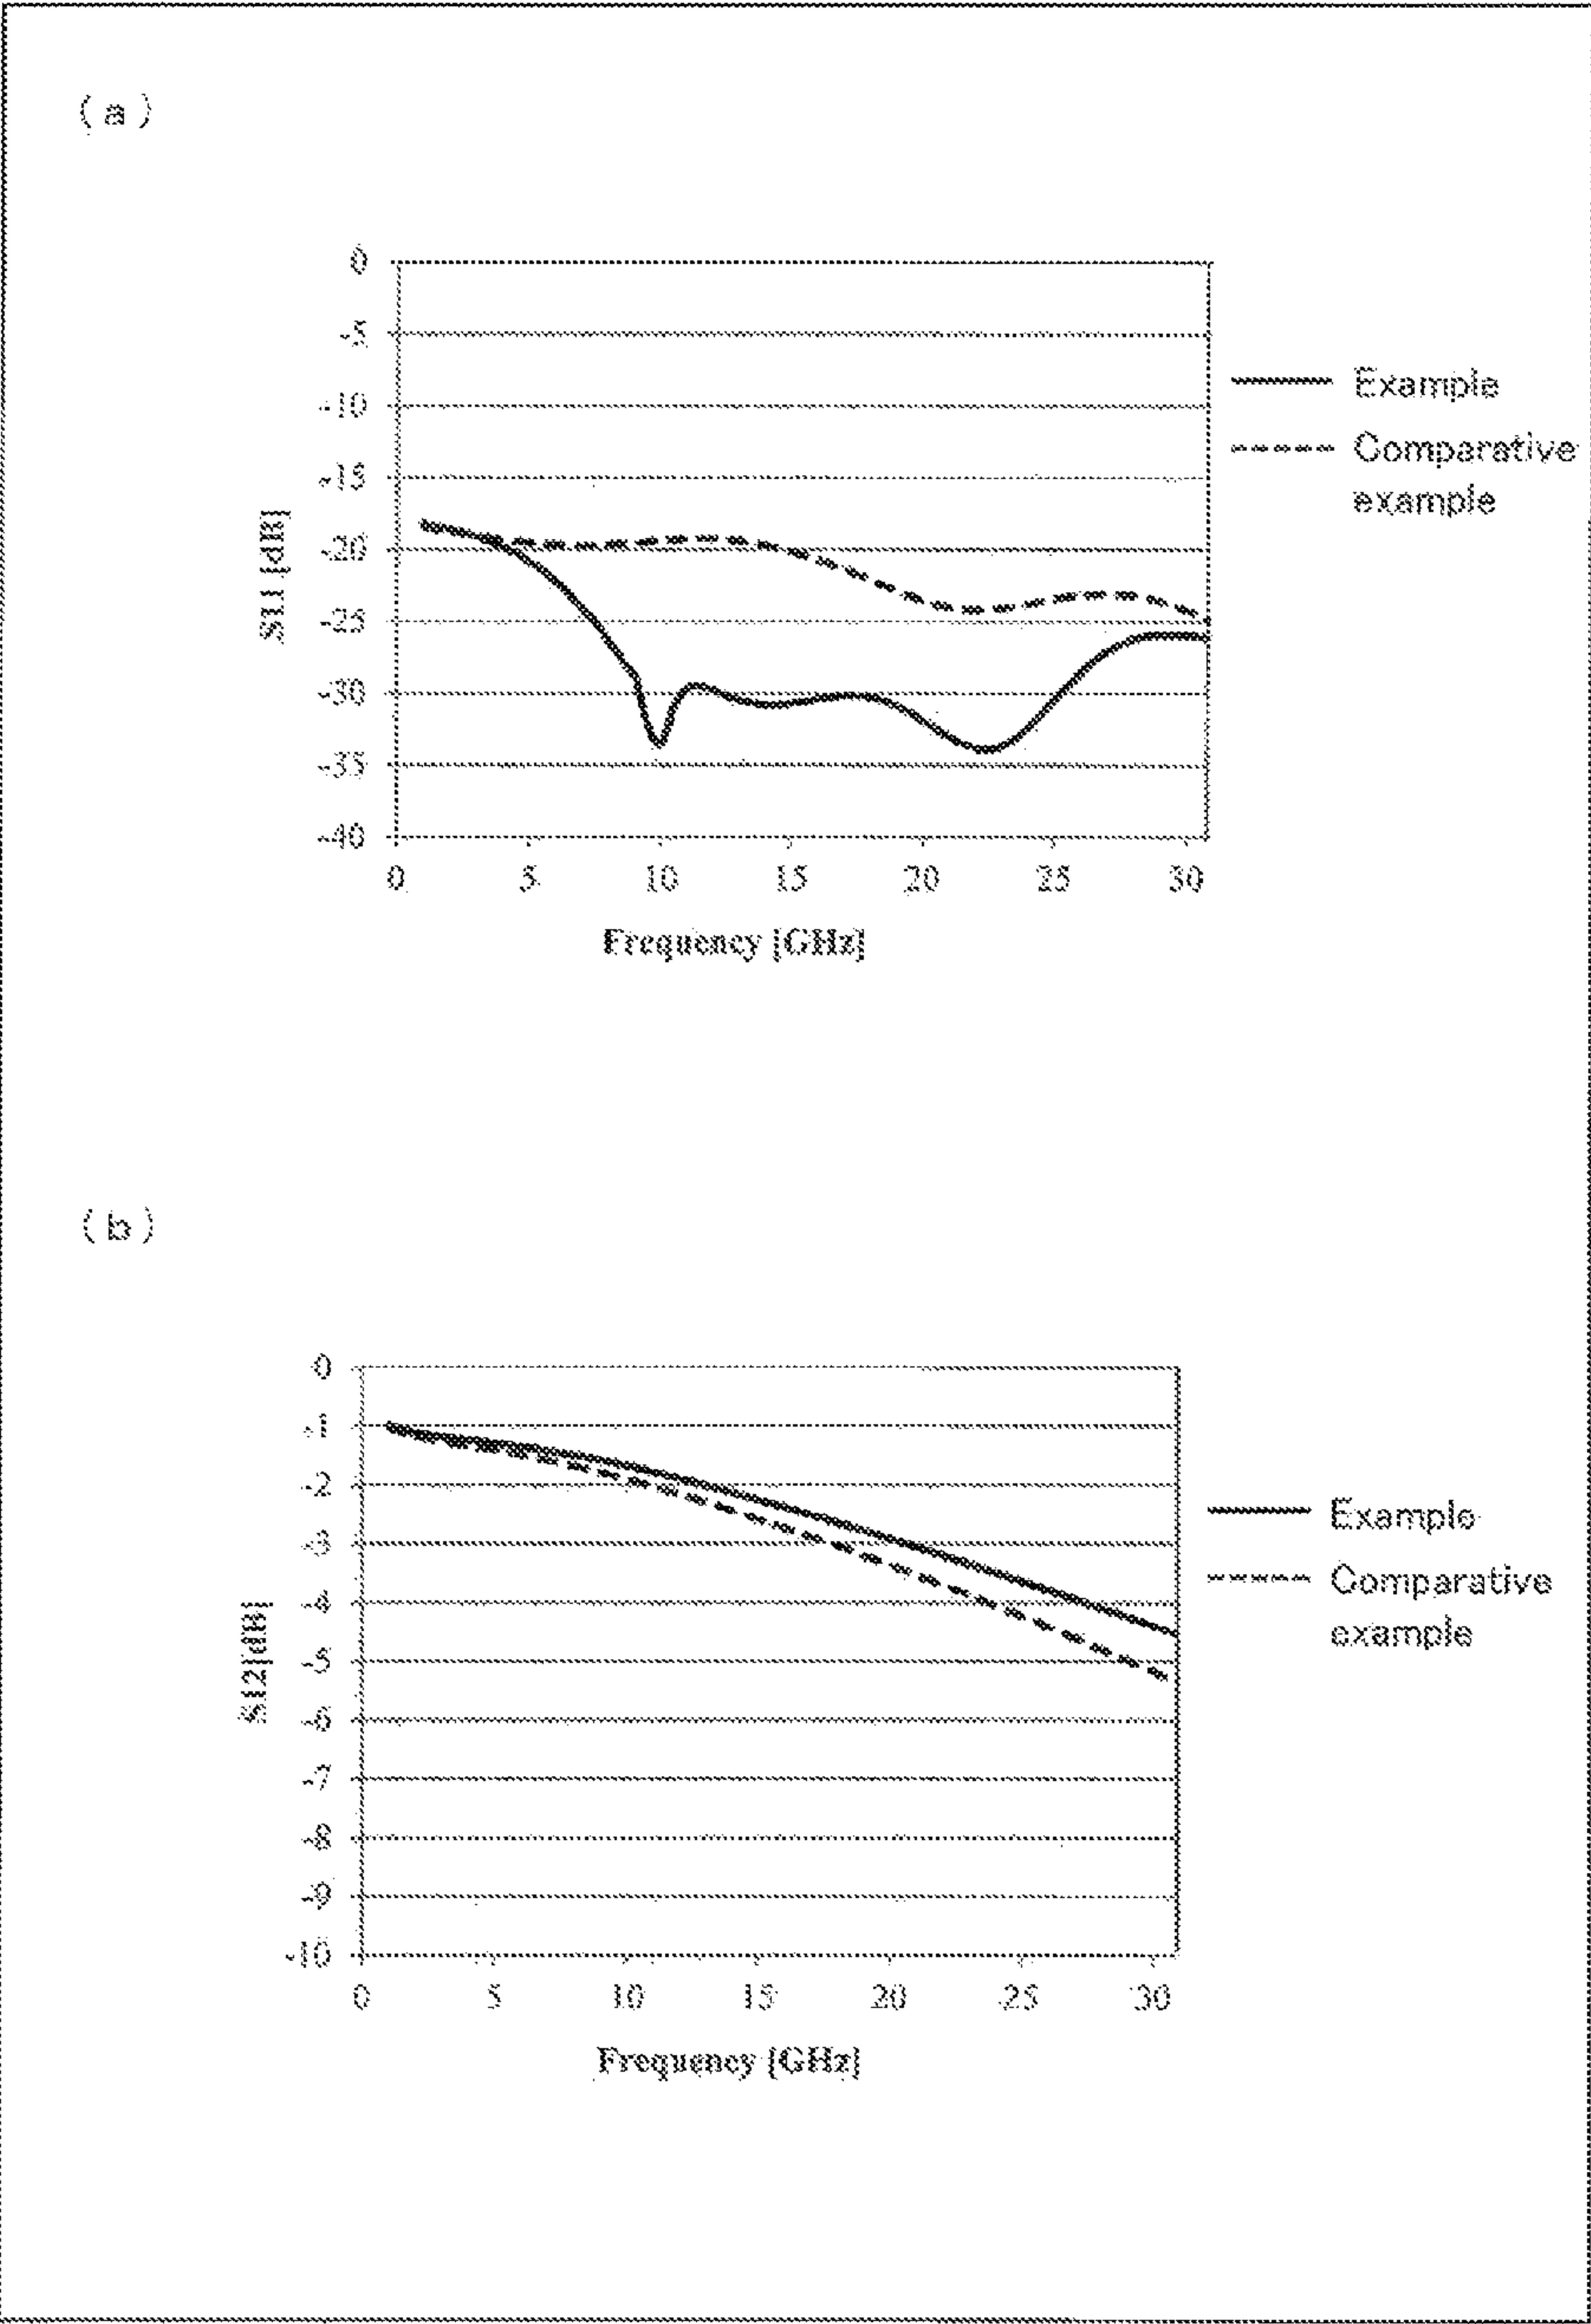 (a)
0
-5
-10
-15
-20
-25
-30
-35
-40
S11 [dB]
0 5 10 15 20 25 30
Frequency [GHz]
Example
Comparative
example
(b)
0
-1
-2
-3
-4
-5
-6
-7
-8
-9
-10
S12[dB]
0 5 10 15 20 25 30
Frequency [GHz]
Example
Comparative
example